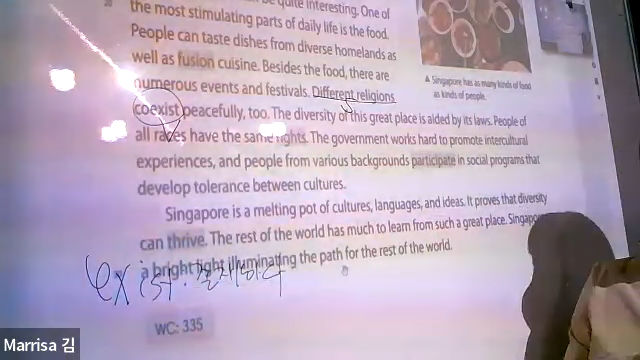 be quite interesting. One of
the most stimulating parts of daily life is the food.
People can taste dishes from diverse homelands as
well as fusion cuisine. Besides the food, there are
numerous events and festivals. Different religions
coexist peacefully, too. The diversity of this great place is aided by its laws. People of
all races have the same rights. The government works hard to promote intercultural
experiences, and people from various backgrounds participate in social programs that
develop tolerance between cultures.
Singapore is a melting pot of cultures, languages, and ideas. It proves that diversity
can thrive. The rest of the world has much to learn from such a great place. Singapore
a bright light illuminating the path for the rest of the world.
exist. 존재하다
WC: 335
▲ Singapore has as many kinds of food
as kinds of people.
Marrisa 김